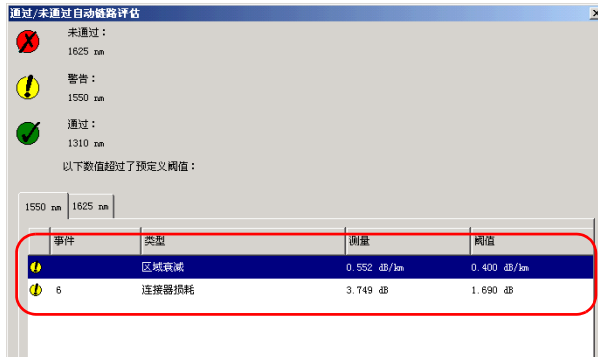 通过/未通过自动链路评估
未通过：
1625 nm
警告：
1550 nm
通过：
1310 nm
以下数值超过了预定义阈值：
1550 nm 1625 nm
事件 类型 测量 阈值
区域衰减 0.552 dB/km 0.400 dB/km
6 连接器损耗 3.749 dB 1.690 dB